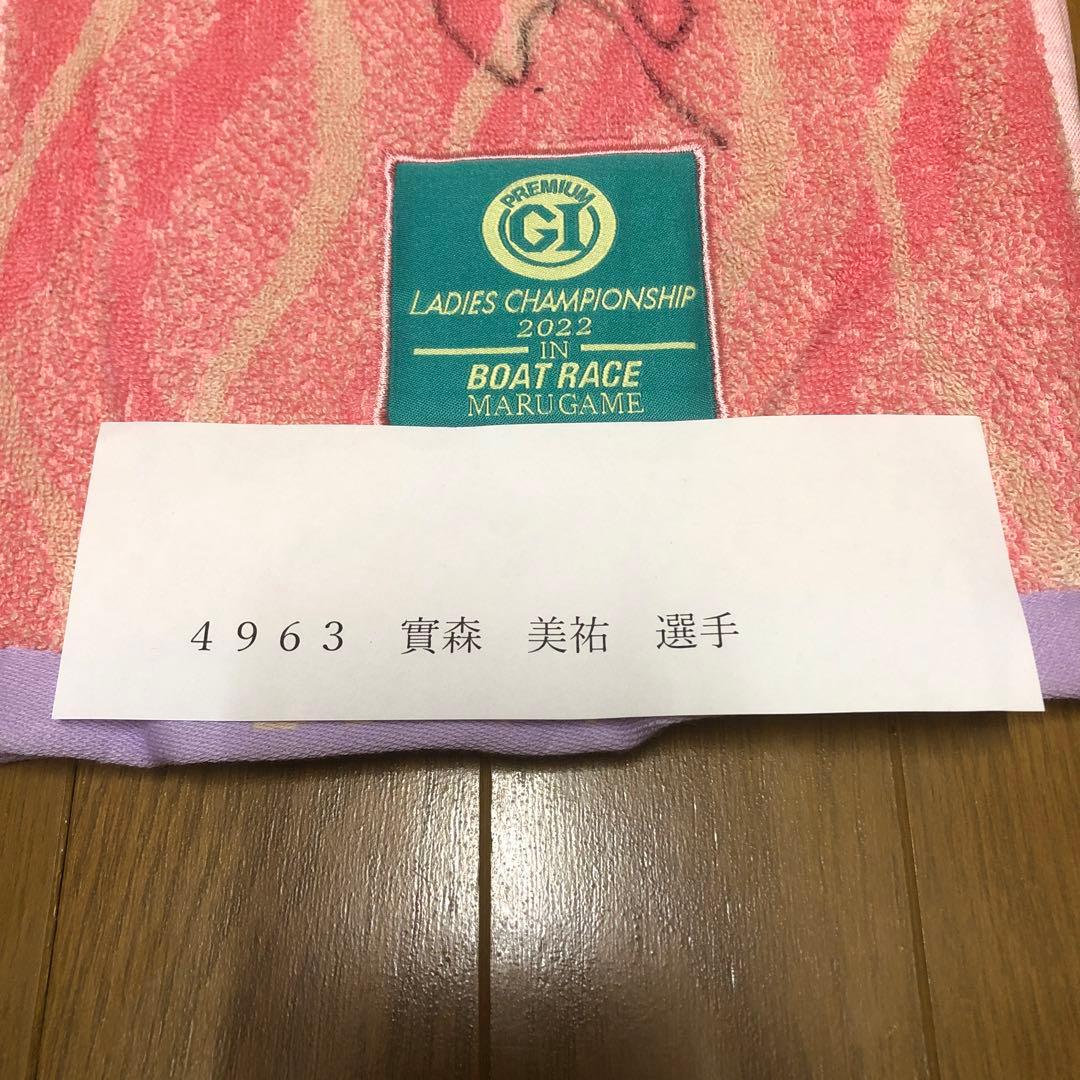 PREMIUM
GI
LADIES CHAMPIONSHIP
2022
IN
BOAT RACE
MARUGAME
４９６３　實森　美祐　選手